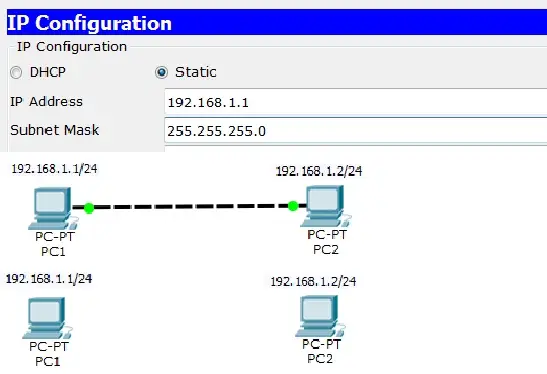 IP Configuration
IP Configuration
DHCP Static
IP Address 192.168.1.1
Subnet Mask 255.255.255.0
192.168.1.1/24 192.168.1.2/24
PC-PT PC-PT
PC1 PC2
192.168.1.1/24 192.168.1.2/24
PC-PT PC-PT
PC1 PC2